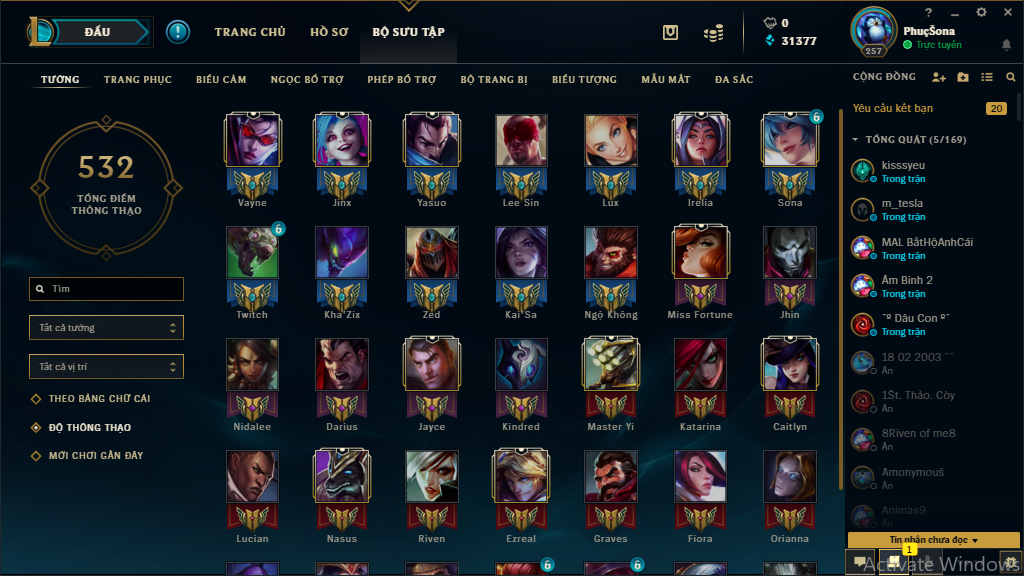 ĐẤU
TRANG CHỦ
HỒ SƠ
BỘ SƯU TẬP
0
31377
257
PhụcSona
Trực tuyến
TƯỚNG
TRANG PHỤC
BIỂU CẢM
NGỌC BỔ TRỢ
PHÉP BỔ TRỢ
BỘ TRANG BỊ
BIỂU TƯỢNG
MẪU MẮT
ĐA SẮC
CỘNG ĐỒNG
532
TỔNG ĐIỂM
THÔNG THẠO
Tìm
Tất cả tướng
Tất cả vị trí
THEO BẢNG CHỮ CÁI
ĐỘ THÔNG THẠO
MỚI CHƠI GẦN ĐÂY
6
Vayne
Jinx
Yasuo
Lee Sin
Lux
Irelia
Sona
6
Twitch
Kha Zix
Zed
Kai Sa
Ngộ Không
Miss Fortune
Jhin
Nidalee
Darius
Jayce
Kindred
Master Yi
Katarina
Caitlyn
Lucian
Nasus
Riven
Ezreal
Graves
Fiora
Orianna
6
6
Yêu cầu kết bạn
20
TỔNG QUÁT (5/169)
kisssyeu
Trong trận
m_tesla
Trong trận
MAL BắtHộAnhCái
Trong trận
Âm Binh 2
Trong trận
˜º Dâu Con º˜
Trong trận
18 02 2003 ˆˆ
Ẩn
1Št. Thảo. Còy
Ẩn
8Riven of me8
Ẩn
Amonymouš
Ẩn
Animas9
Ẩn
Tin nhắn chưa đọc
1
Activate Windows